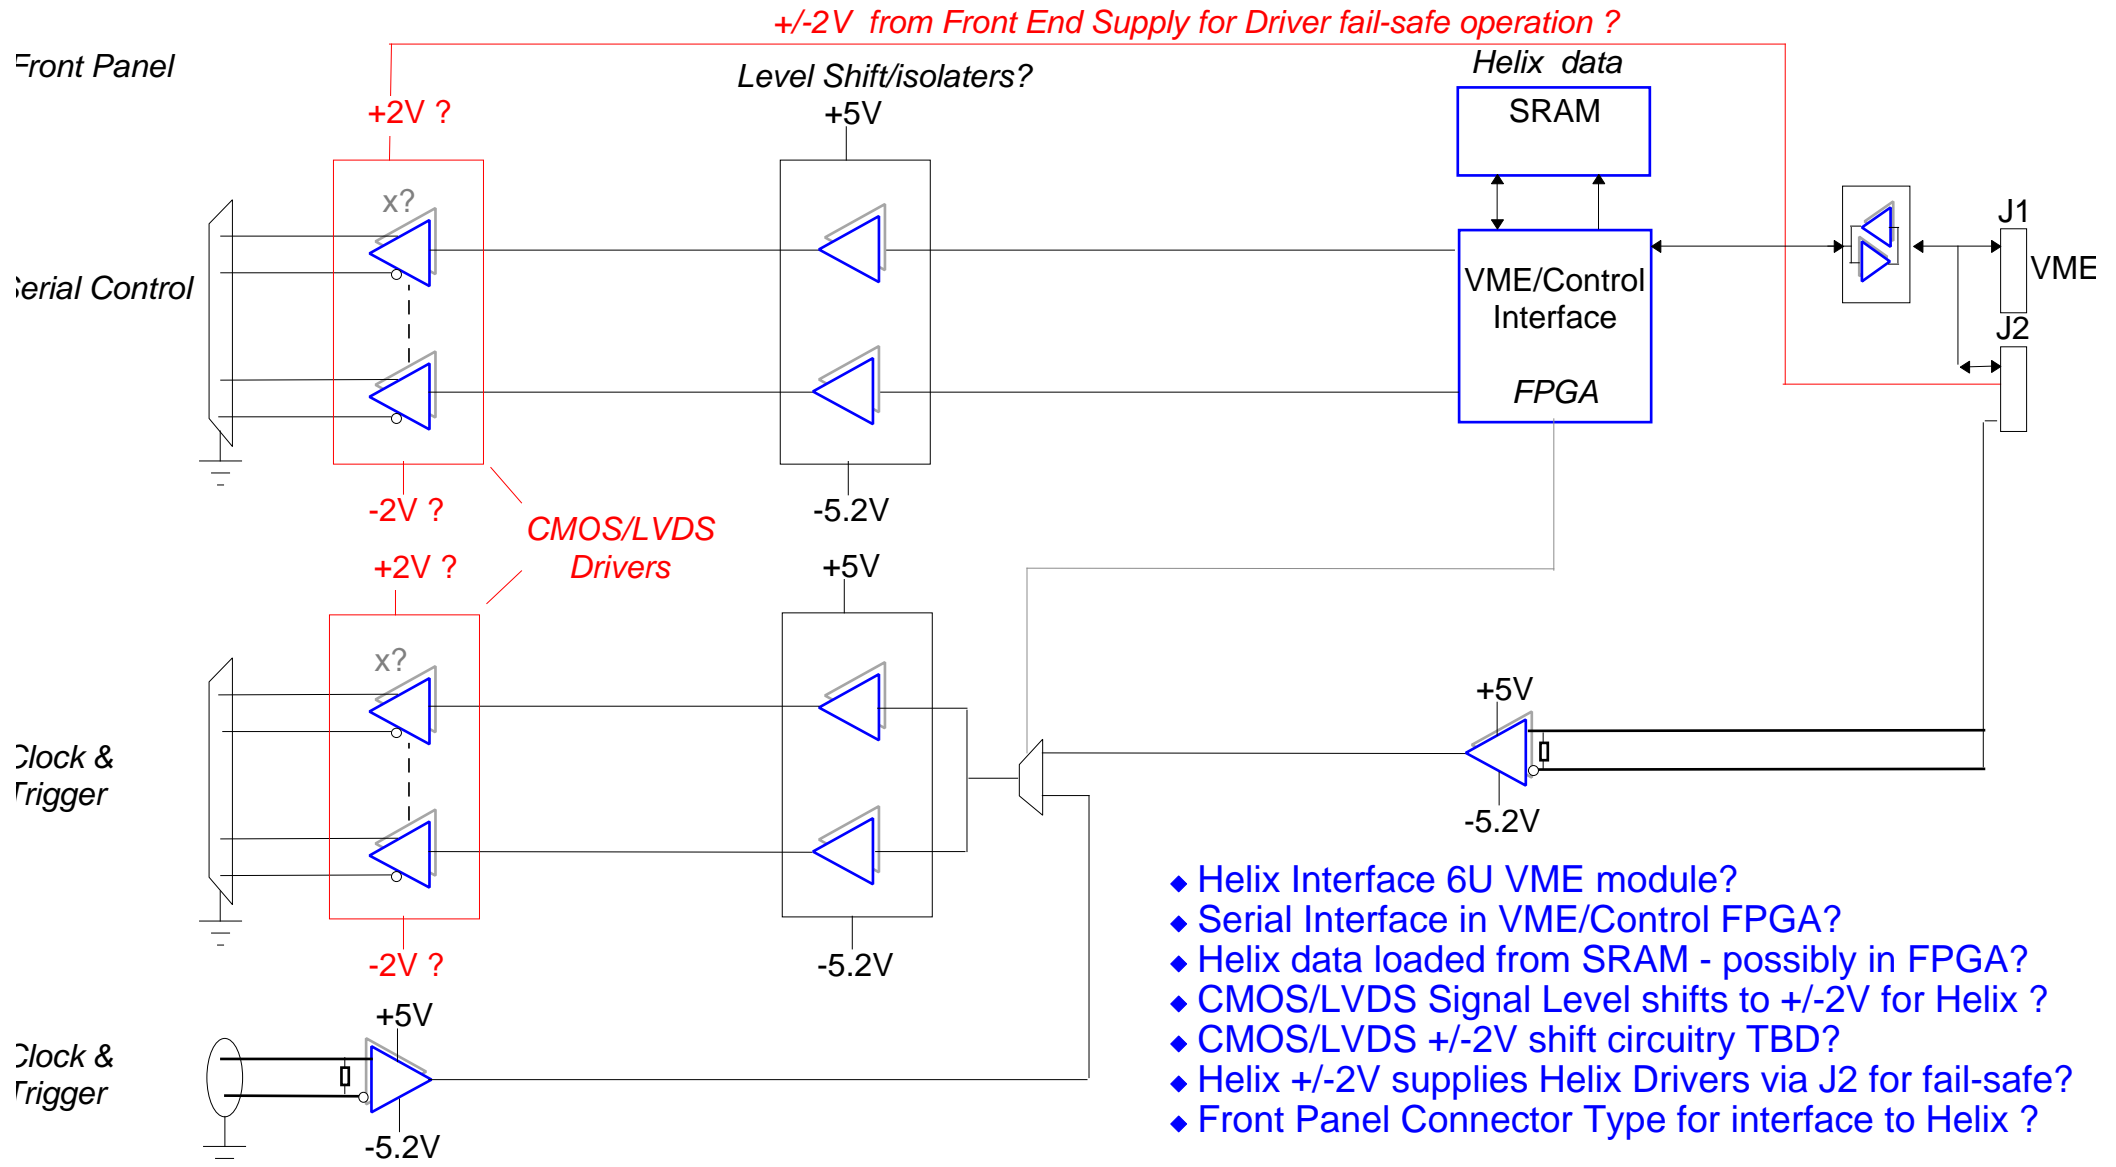 +/-2V from Front End Supply for Driver fail-safe operation ?
Front Panel
Level Shift/isolaters?
Helix data
+2V ?
+5V
SRAM
x?
J1
VME
Serial Control
VME/Control
Interface
FPGA
J2
-2V ?
-5.2V
CMOS/LVDS
Drivers
+2V ?
+5V
x?
+5V
Clock &
Trigger
-5.2V
-2V ?
-5.2V
+5V
Clock &
Trigger
-5.2V
◆ Helix Interface 6U VME module?
◆ Serial Interface in VME/Control FPGA?
◆ Helix data loaded from SRAM - possibly in FPGA?
◆ CMOS/LVDS Signal Level shifts to +/-2V for Helix ?
◆ CMOS/LVDS +/-2V shift circuitry TBD?
◆ Helix +/-2V supplies Helix Drivers via J2 for fail-safe?
◆ Front Panel Connector Type for interface to Helix ?